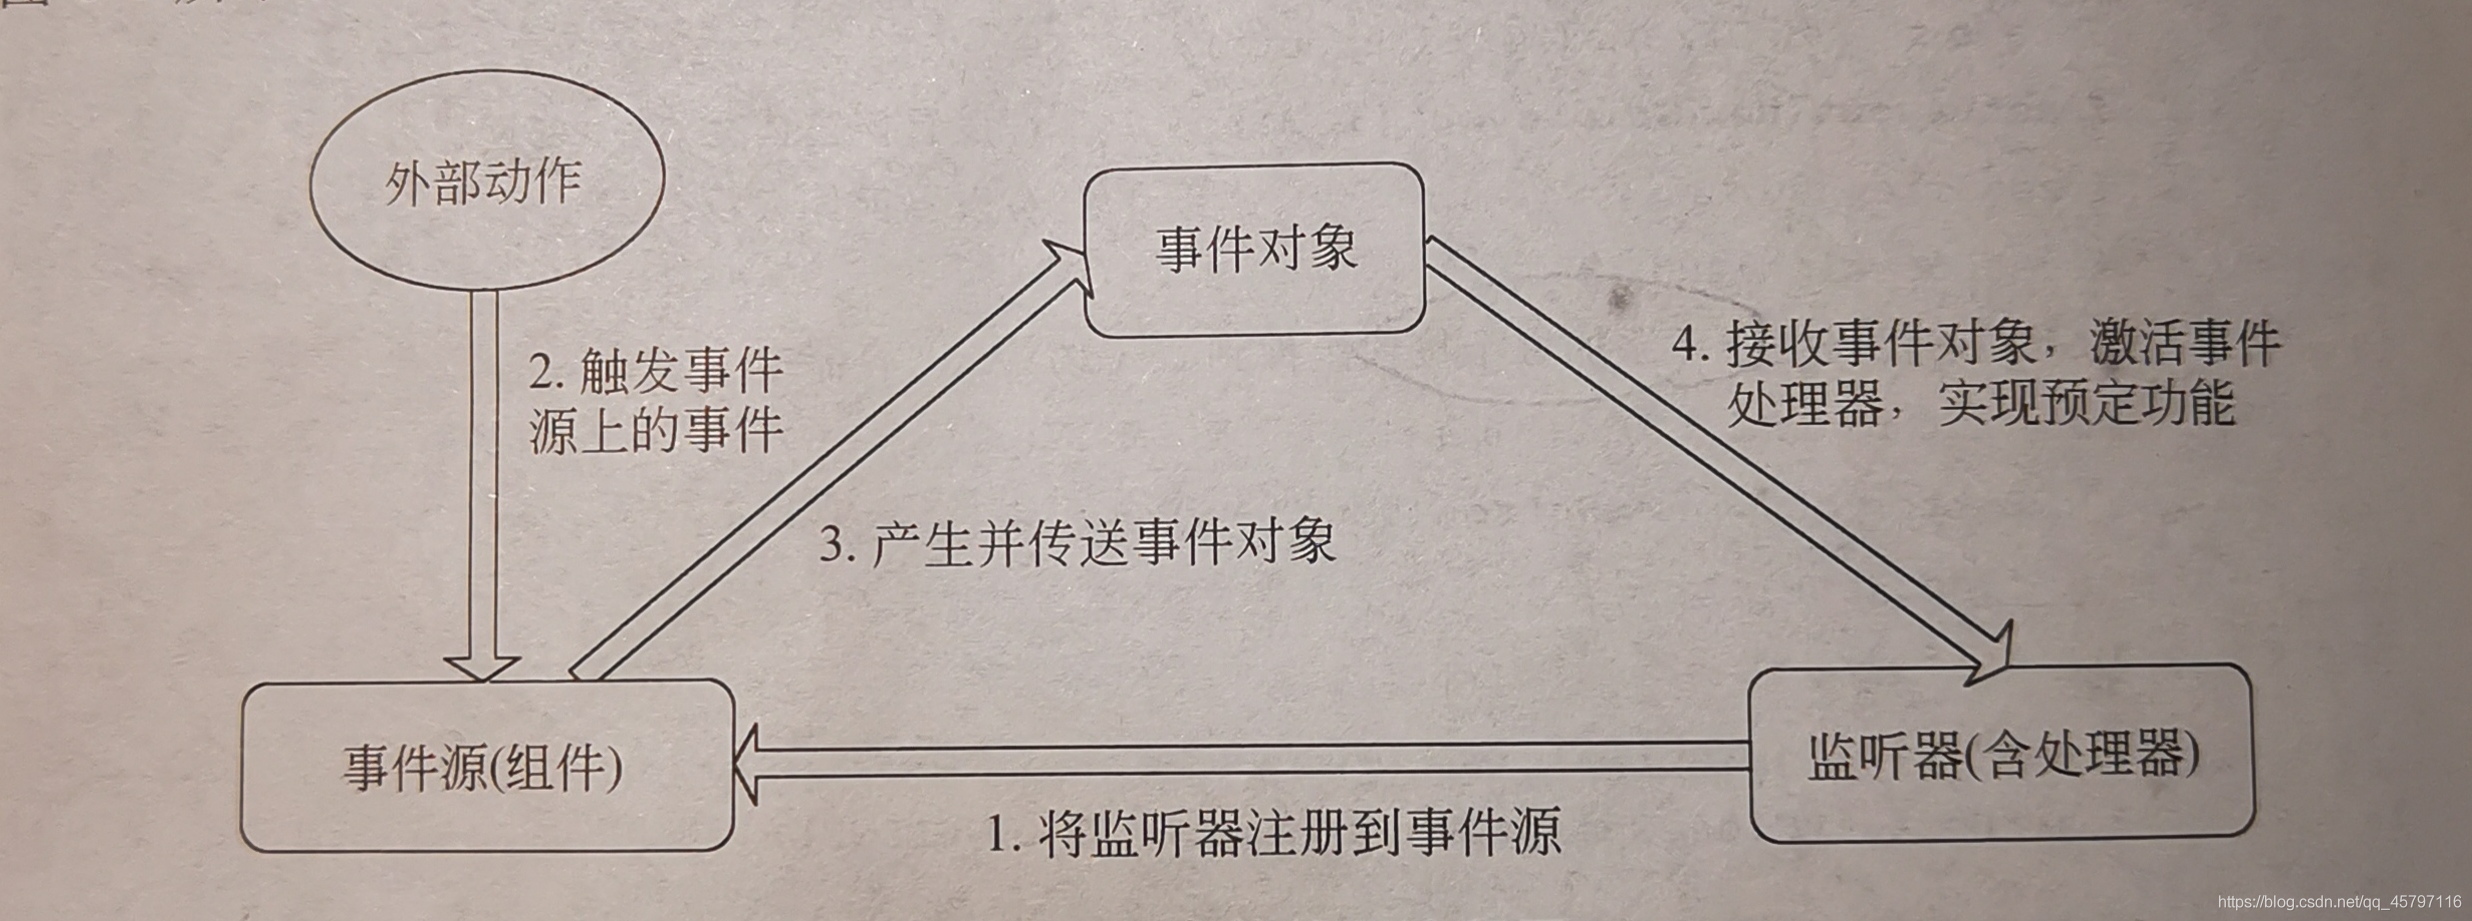 外部动作
事件对象
2. 触发事件
源上的事件
4. 接收事件对象，激活事件
处理器，实现预定功能
3. 产生并传送事件对象
事件源(组件)
监听器(含处理器)
1. 将监听器注册到事件源
https://blog.csdn.net/qq_45797116